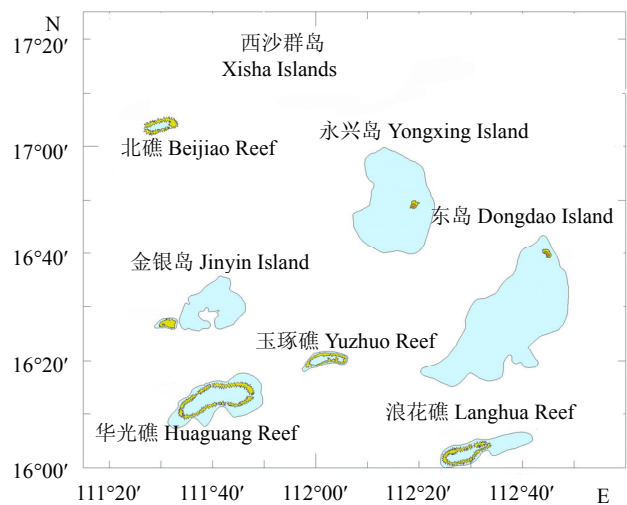 N
17°20′
西沙群岛
Xisha Islands
永兴岛 Yongxing Island
17°00′
北礁 Beijiao Reef
东岛 Dongdao Island
16°40′
金银岛 Jinyin Island
玉琢礁 Yuzhuo Reef
16°20′
浪花礁 Langhua Reef
华光礁 Huaguang Reef
16°00′
111°20′ 111°40′ 112°00′ 112°20′ 112°40′ E